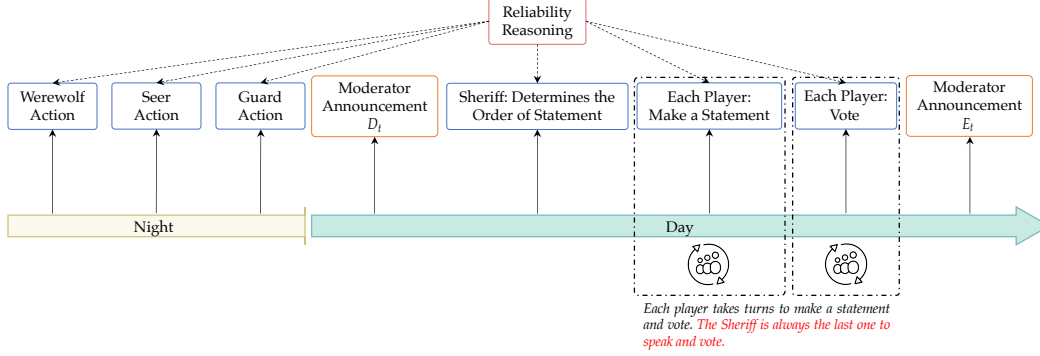 Reliability
Reasoning
Werewolf
Action
Seer
Action
Guard
Action
Moderator
Announcement
D_t
Sheriff: Determines the
Order of Statement
Each Player:
Make a Statement
Each Player:
Vote
Moderator
Announcement
E_t
Night
Day
Each player takes turns to make a statement
and vote. The Sheriff is always the last one to
speak and vote.